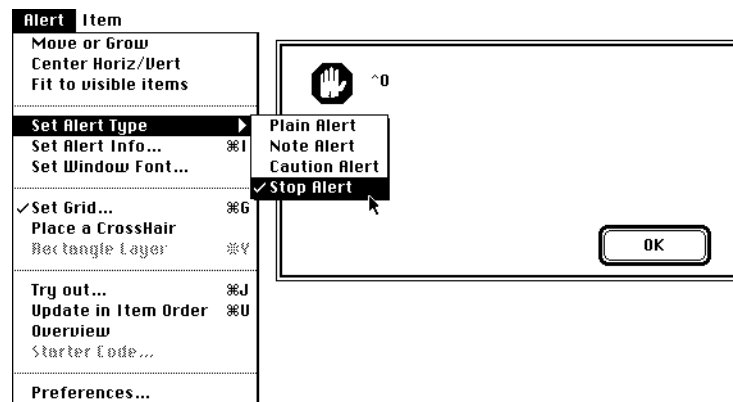 Alert Item
Move or Grow
Center Horiz/Vert
Fit to visible items
Set Alert Type
Set Alert Info... ⌘I
Set Window Font...
✓Set Grid... ⌘G
Place a CrossHair
Rectangle Layer ⌘Y
Try out... ⌘J
Update in Item Order ⌘U
Overview
Starter Code...
Preferences...
Plain Alert
Note Alert
Caution Alert
✓Stop Alert
^0
OK